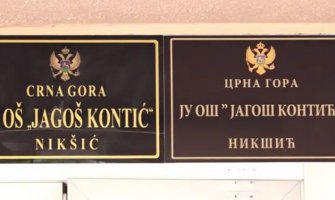 CRNA GORA
OŠ „JAGOŠ KONTIĆ“
NIKŠIĆ
ЦРНА ГОРА
ЈУ ОШ ” ЈАГОШ КОНТИЋ
НИКШИЋ